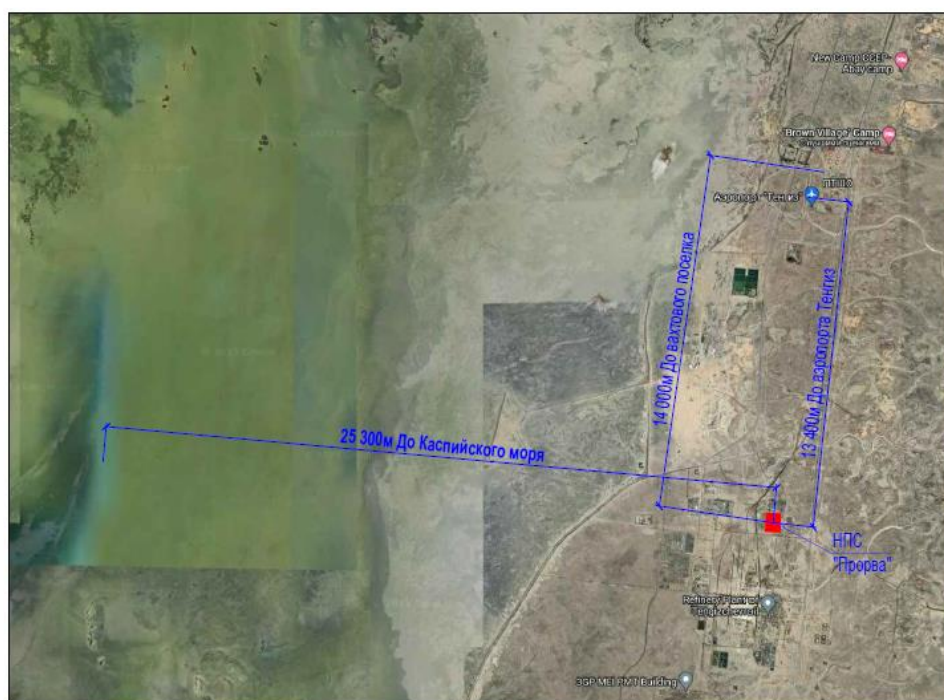 "New Camp CCEP-
Abay camp
Brown Village' Camp
ПТШО
Аэропорт "Тенгиз"
14 000м До вахтового поселка
13 400м До аэропорта Тенгиз
25 300м До Каспийского моря
НПС
"Прорва"
Refinery Plant of
Tengizchevroil
3GP MEI PMT Building